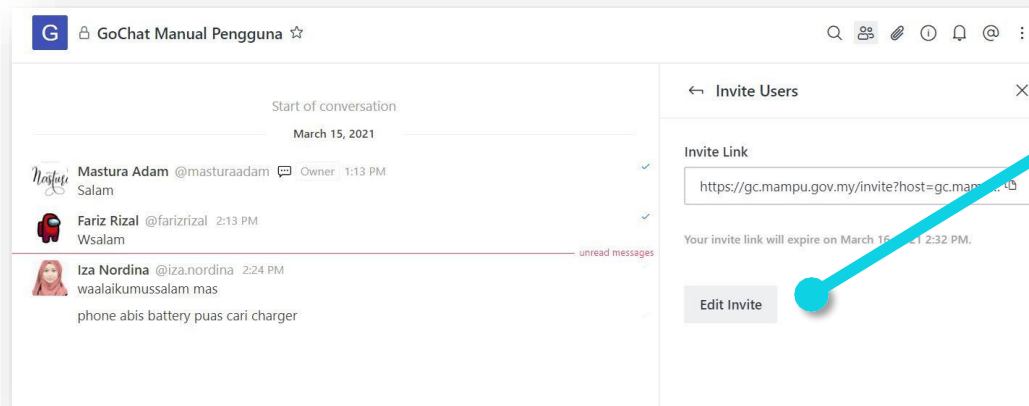 G GoChat Manual Pengguna
Start of conversation
March 15, 2021
Mastura Adam @masturaadam Owner 1:13 PM
Salam
Fariz Rizal @farizrizal 2:13 PM
Wsalam
unread messages
Iza Nordina @iza.nordina 2:24 PM
waalaikumussalam mas
phone abis battery puas cari charger
Invite Users
Invite Link
https://gc.mampu.gov.my/invite?host=gc.mamp...
Your invite link will expire on March 16, 2021 2:32 PM.
Edit Invite